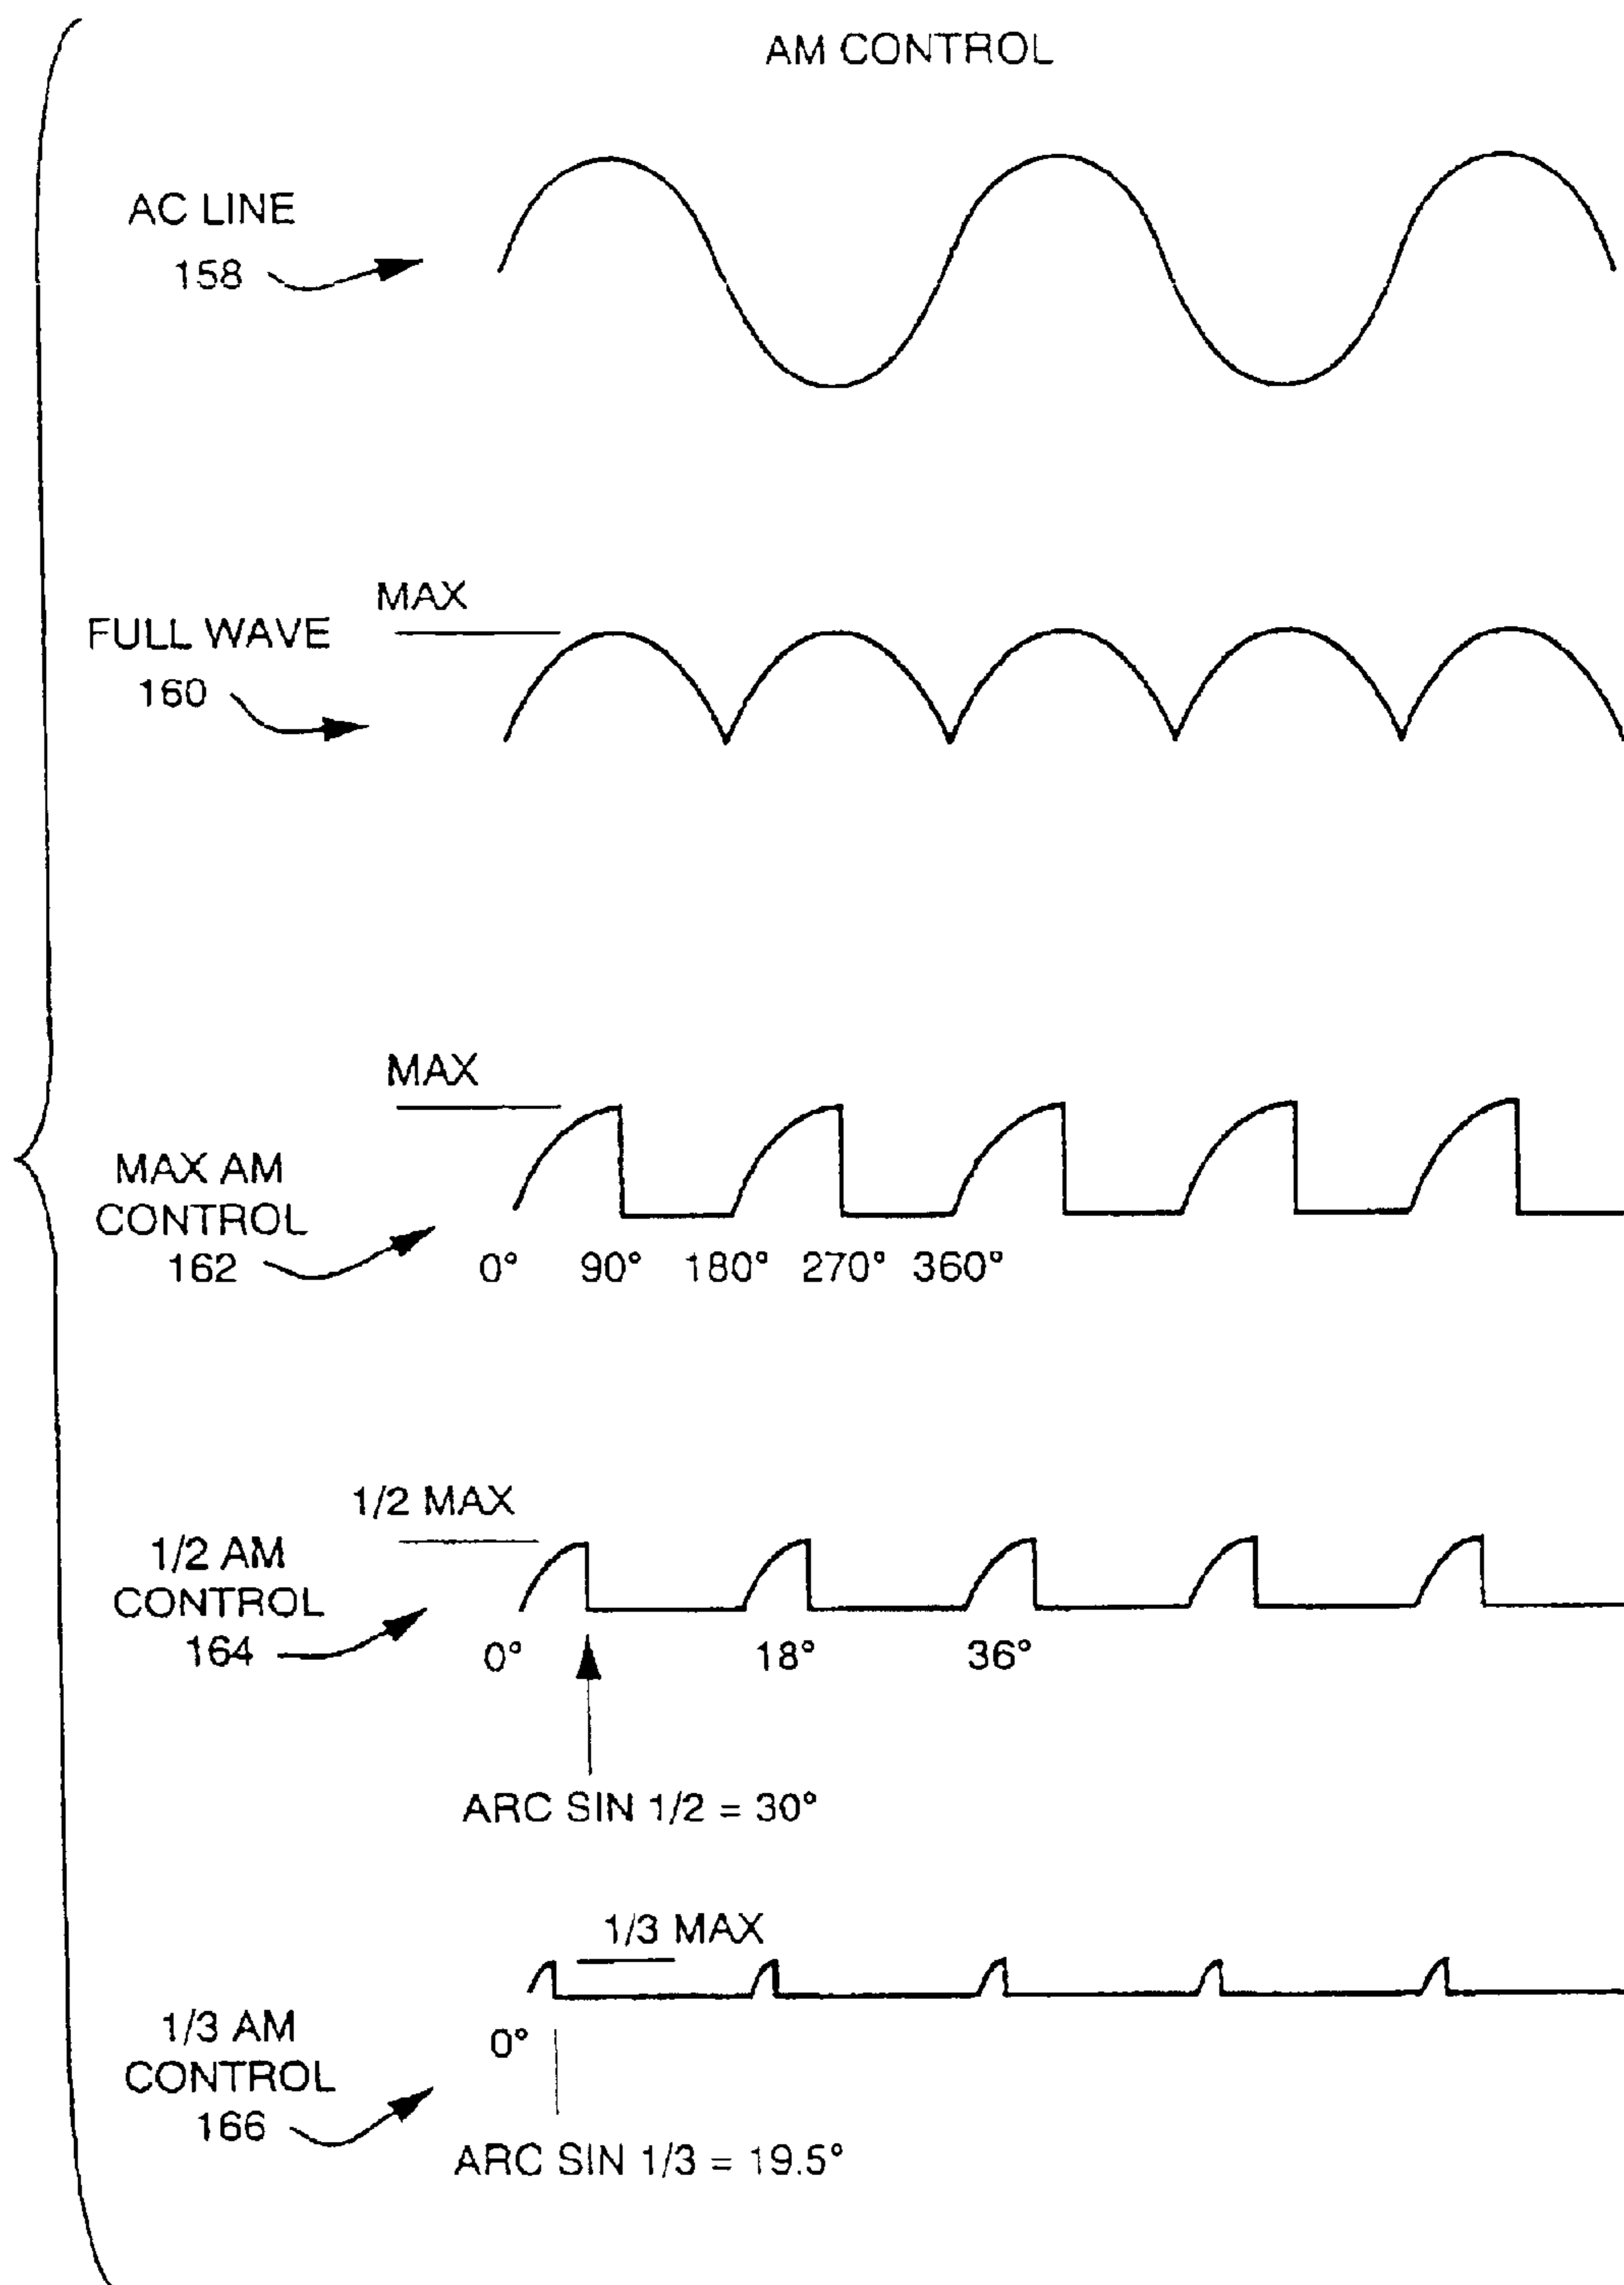 AM CONTROL
AC LINE
158
MAX
FULL WAVE
160
MAX
MAX AM
CONTROL
162
0° 90° 180° 270° 360°
1/2 MAX
1/2 AM
CONTROL
164
0° 18° 36°
ARC SIN 1/2 = 30°
1/3 MAX
1/3 AM
CONTROL
166
0°
ARC SIN 1/3 = 19.5°